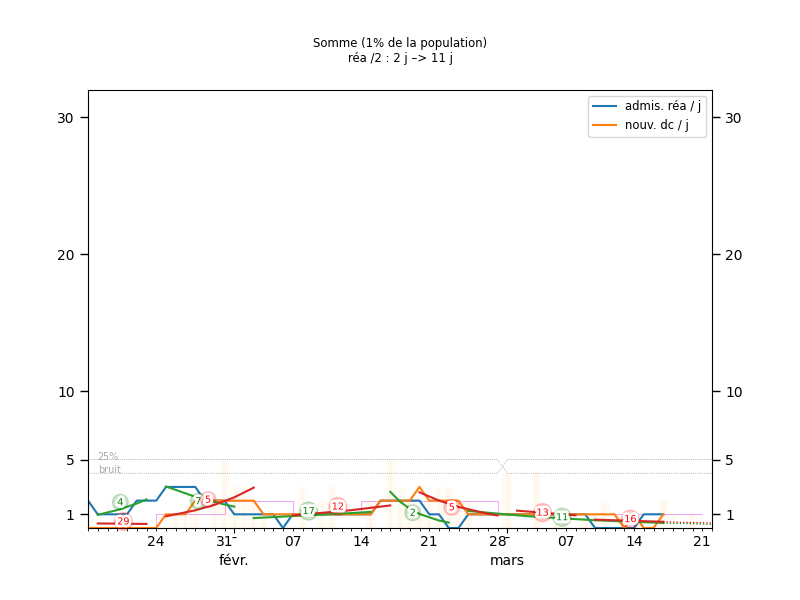 Somme (1% de la population)
réa /2 : 2 j –> 11 j
admis. réa / j
nouv. dc / j
30 30
20 20
10 10
5 5
1 1
25%
bruit
4 29 7 5 17 12 2 5 13 11 16
24 31 07 14 21 28 07 14 21
févr. mars